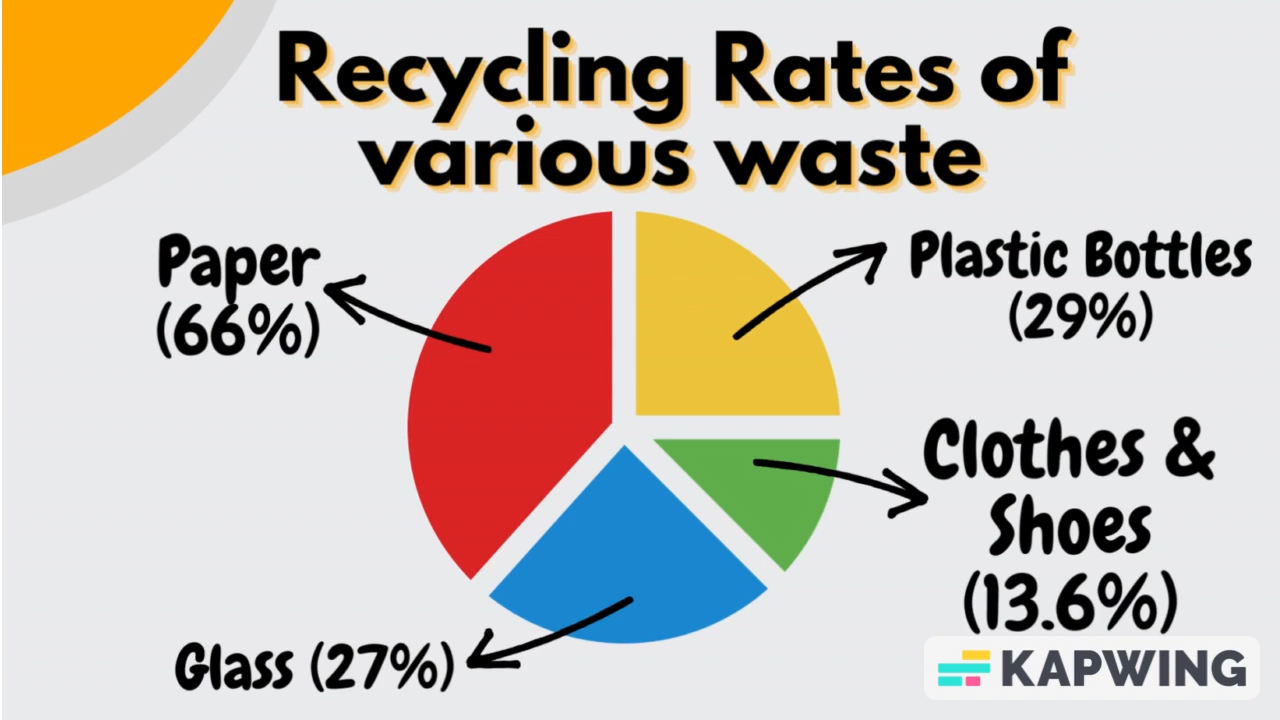 Recycling Rates of
various waste
Paper
(66%)
Plastic Bottles
(29%)
Clothes &
Shoes
(13.6%)
Glass (27%)
KAPWING